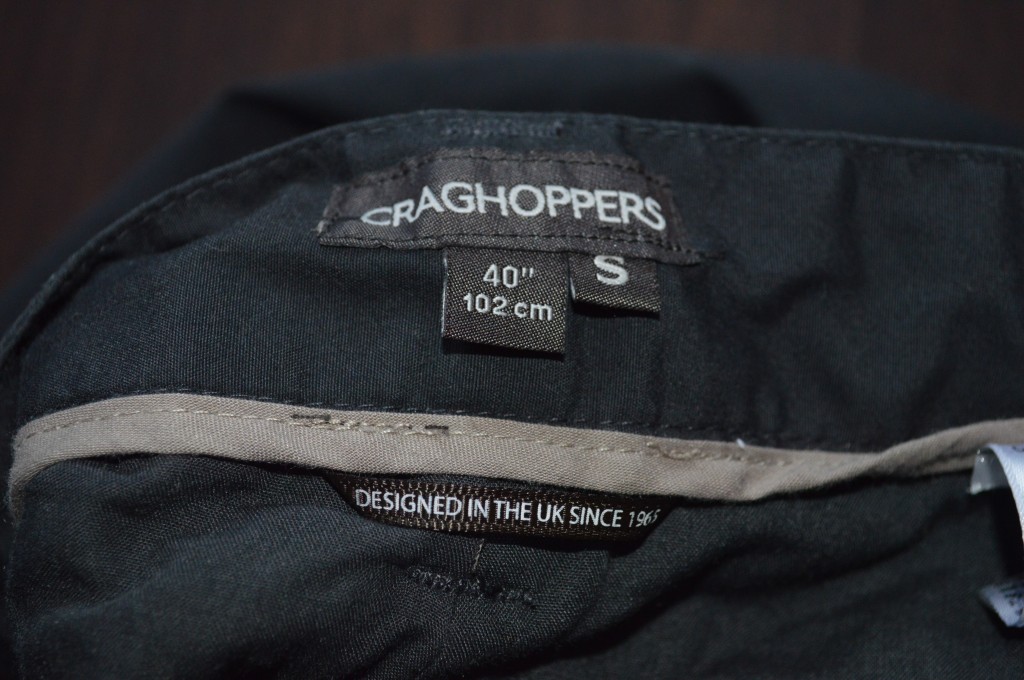 CRAGHOPPERS
40"
102 cm
S
DESIGNED IN THE UK SINCE 1965